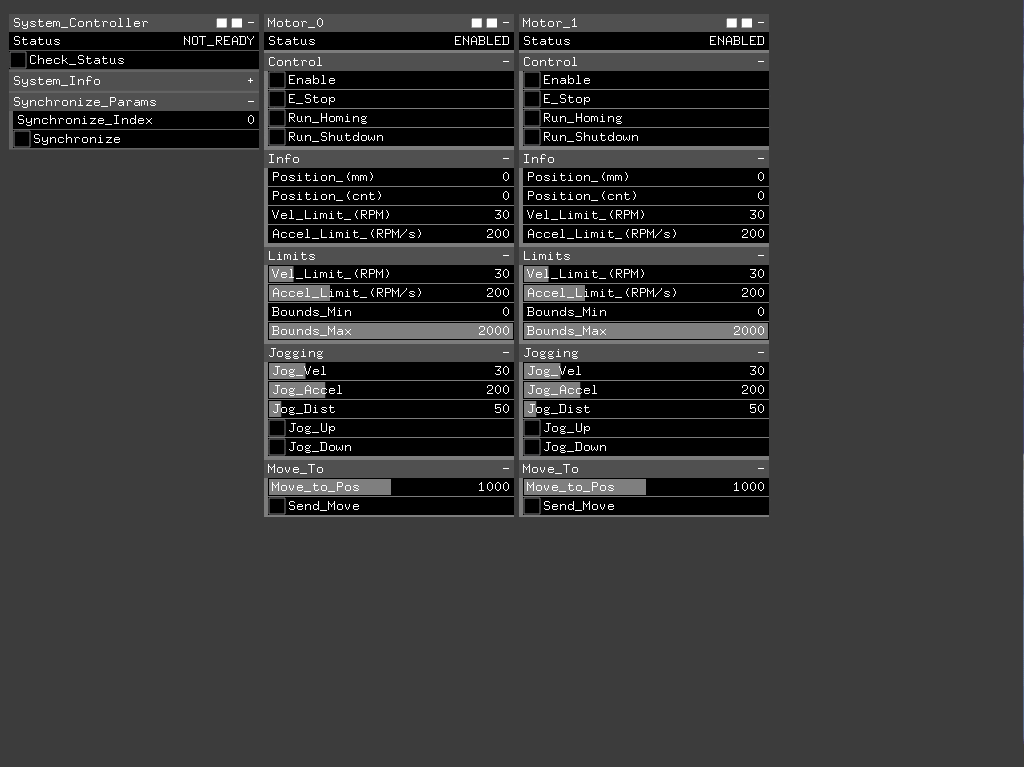 System_Controller -
Status NOT_READY
Check_Status
System_Info +
Synchronize_Params -
Synchronize_Index 0
Synchronize
Motor_0 -
Status ENABLED
Control -
Enable
E_Stop
Run_Homing
Run_Shutdown
Info -
Position_(mm) 0
Position_(cnt) 0
Vel_Limit_(RPM) 30
Accel_Limit_(RPM/s) 200
Limits -
Vel_Limit_(RPM) 30
Accel_Limit_(RPM/s) 200
Bounds_Min 0
Bounds_Max 2000
Jogging -
Jog_Vel 30
Jog_Accel 200
Jog_Dist 50
Jog_Up
Jog_Down
Move_To -
Move_to_Pos 1000
Send_Move
Motor_1 -
Status ENABLED
Control -
Enable
E_Stop
Run_Homing
Run_Shutdown
Info -
Position_(mm) 0
Position_(cnt) 0
Vel_Limit_(RPM) 30
Accel_Limit_(RPM/s) 200
Limits -
Vel_Limit_(RPM) 30
Accel_Limit_(RPM/s) 200
Bounds_Min 0
Bounds_Max 2000
Jogging -
Jog_Vel 30
Jog_Accel 200
Jog_Dist 50
Jog_Up
Jog_Down
Move_To -
Move_to_Pos 1000
Send_Move